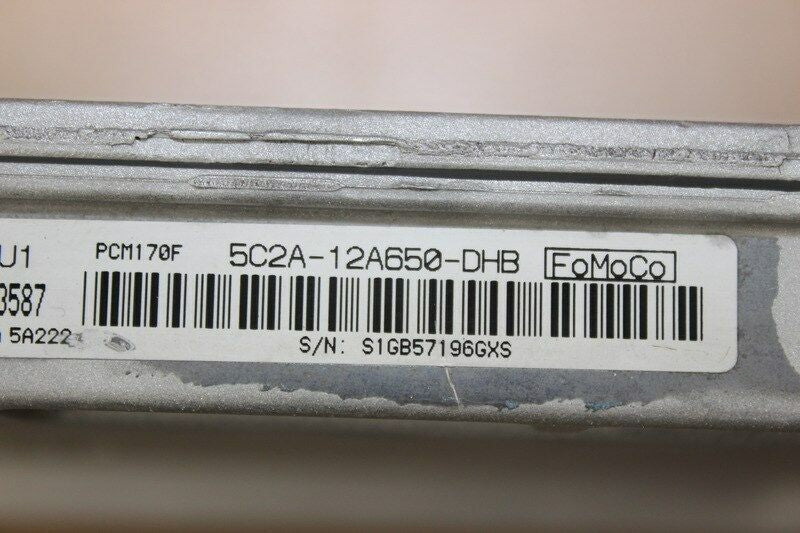 U1 PCM170F 5C2A-12A650-DHB FoMoCo
3587
5A222 S/N: S1GB57196GXS